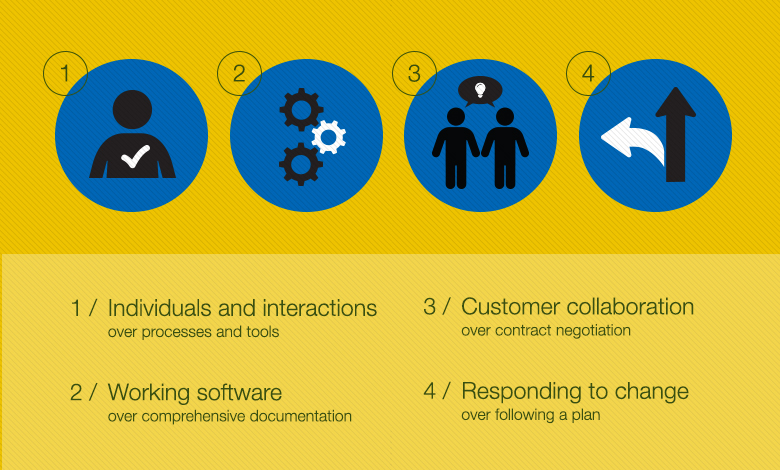 1
2
3
4
1 / Individuals and interactions
over processes and tools
2 / Working software
over comprehensive documentation
3 / Customer collaboration
over contract negotiation
4 / Responding to change
over following a plan